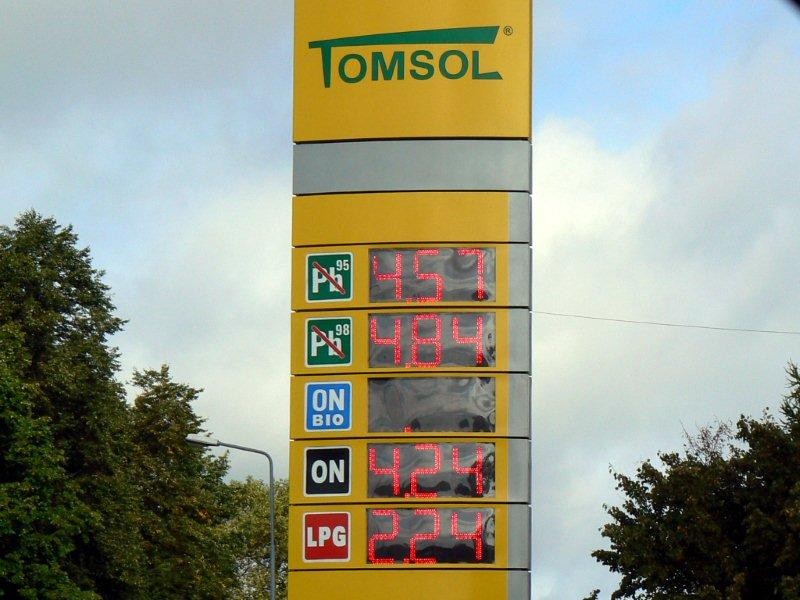 TOMSOL®
Pb 95 4.57
Pb 98 4.84
ON BIO .
ON 4.24
LPG 2.24